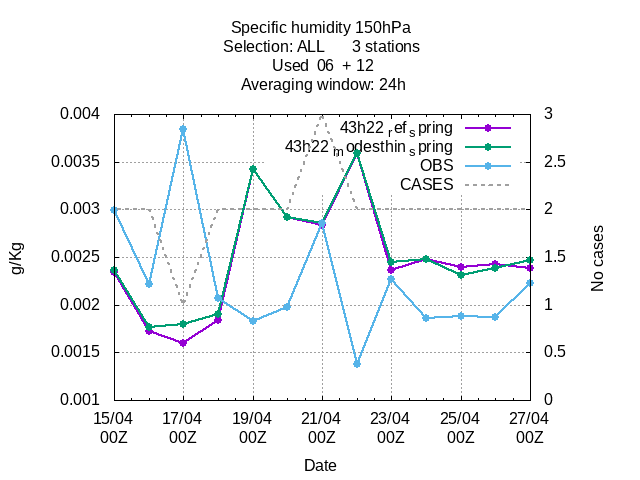 Specific humidity 150hPa
Selection: ALL 3 stations
Used 06 + 12
Averaging window: 24h
43h22refspring
43h22modesthinspring
OBS
CASES
g/Kg
0.004
0.0035
0.003
0.0025
0.002
0.0015
0.001
3
2.5
2
1.5
1
0.5
0
No cases
15/04 17/04 19/04 21/04 23/04 25/04 27/04
00Z 00Z 00Z 00Z 00Z 00Z 00Z
Date